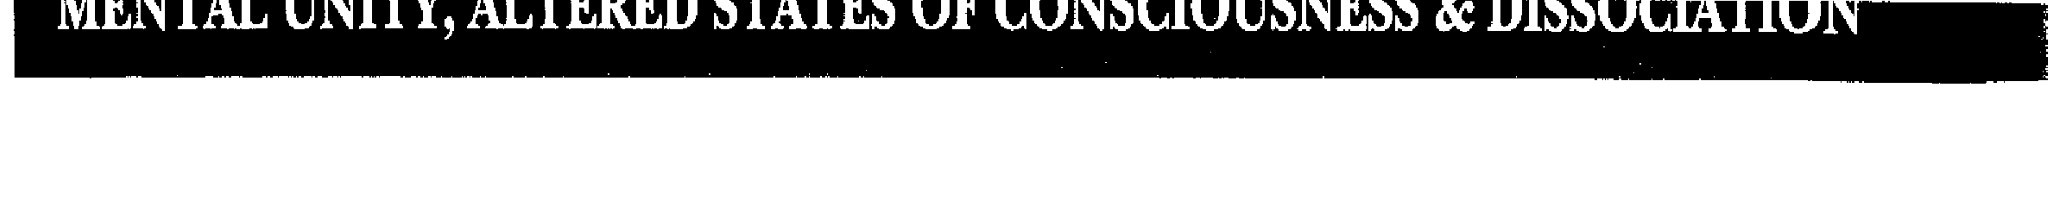 MENTAL UNITY, ALTERED STATES OF CONSCIOUSNESS & DISSOCIATION